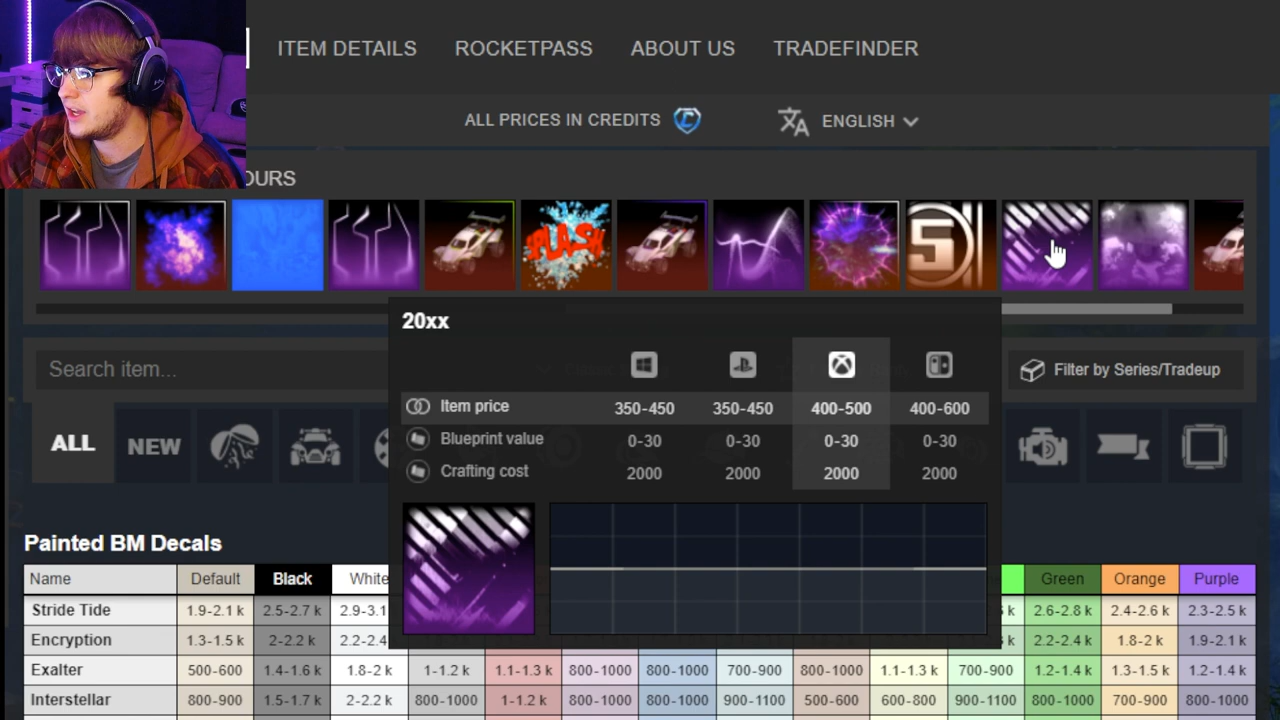 ITEM DETAILS ROCKETPASS ABOUT US TRADEFINDER
ALL PRICES IN CREDITS ENGLISH
OURS
SPLASH
S
20xx
Search item...
Filter by Series/Tradeup
Item price 350-450 350-450 400-500 400-600
Blueprint value 0-30 0-30 0-30 0-30
Crafting cost 2000 2000 2000 2000
ALL NEW
Painted BM Decals
Name Default Black White Green Orange Purple
Stride Tide 1.9-2.1 k 2.5-2.7 k 2.9-3.1 k 2.6-2.8 k 2.4-2.6 k 2.3-2.5 k
Encryption 1.3-1.5 k 2-2.2 k 2.2-2.4 k 2.2-2.4 k 1.8-2 k 1.9-2.1 k
Exalter 500-600 1.4-1.6 k 1.8-2 k 1-1.2 k 1.1-1.3 k 800-1000 800-1000 700-900 800-1000 1.1-1.3 k 700-900 1.2-1.4 k 1.3-1.5 k 1.2-1.4 k
Interstellar 800-900 1.5-1.7 k 2-2.2 k 800-1000 1-1.2 k 800-1000 800-1000 900-1100 500-600 600-800 900-1100 800-1000 700-900 800-1000